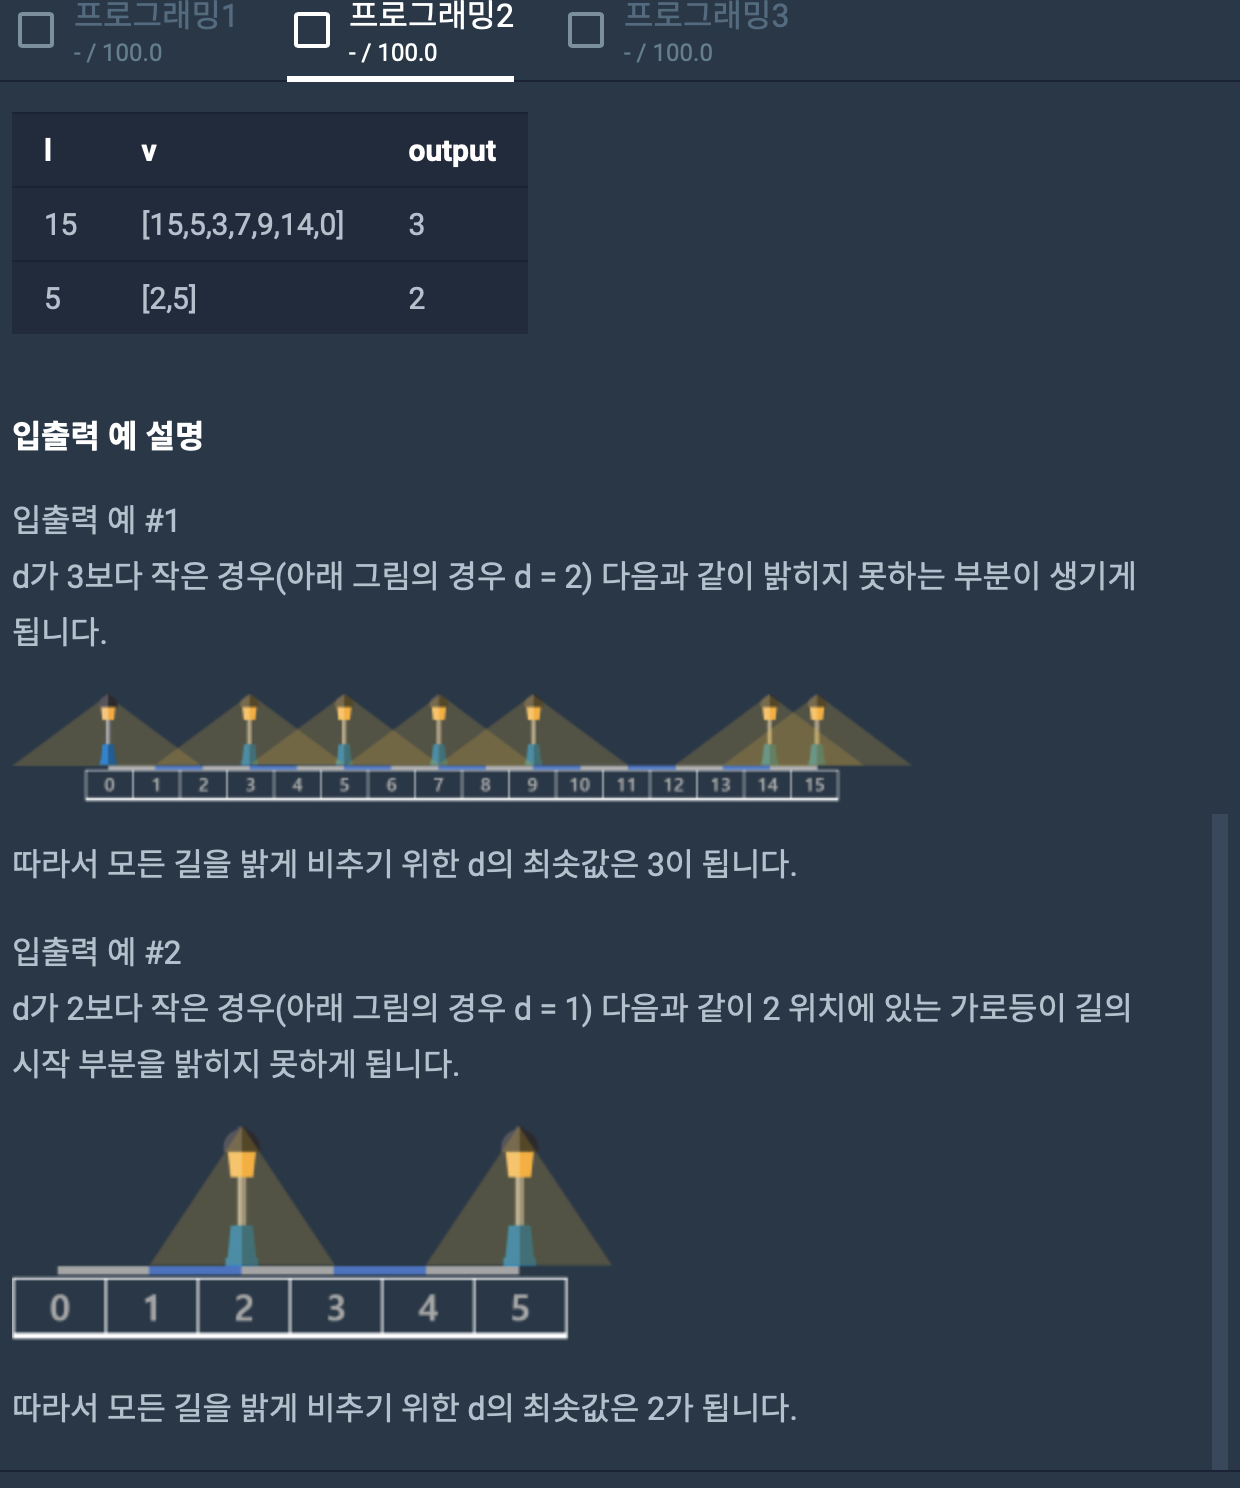 프로그래밍1
- / 100.0
프로그래밍2
- / 100.0
프로그래밍3
- / 100.0
l v output
15 [15,5,3,7,9,14,0] 3
5 [2,5] 2
입출력 예 설명
입출력 예 #1
d가 3보다 작은 경우(아래 그림의 경우 d = 2) 다음과 같이 밝히지 못하는 부분이 생기게
됩니다.
0 1 2 3 4 5 6 7 8 9 10 11 12 13 14 15
따라서 모든 길을 밝게 비추기 위한 d의 최솟값은 3이 됩니다.
입출력 예 #2
d가 2보다 작은 경우(아래 그림의 경우 d = 1) 다음과 같이 2 위치에 있는 가로등이 길의
시작 부분을 밝히지 못하게 됩니다.
0 1 2 3 4 5
따라서 모든 길을 밝게 비추기 위한 d의 최솟값은 2가 됩니다.